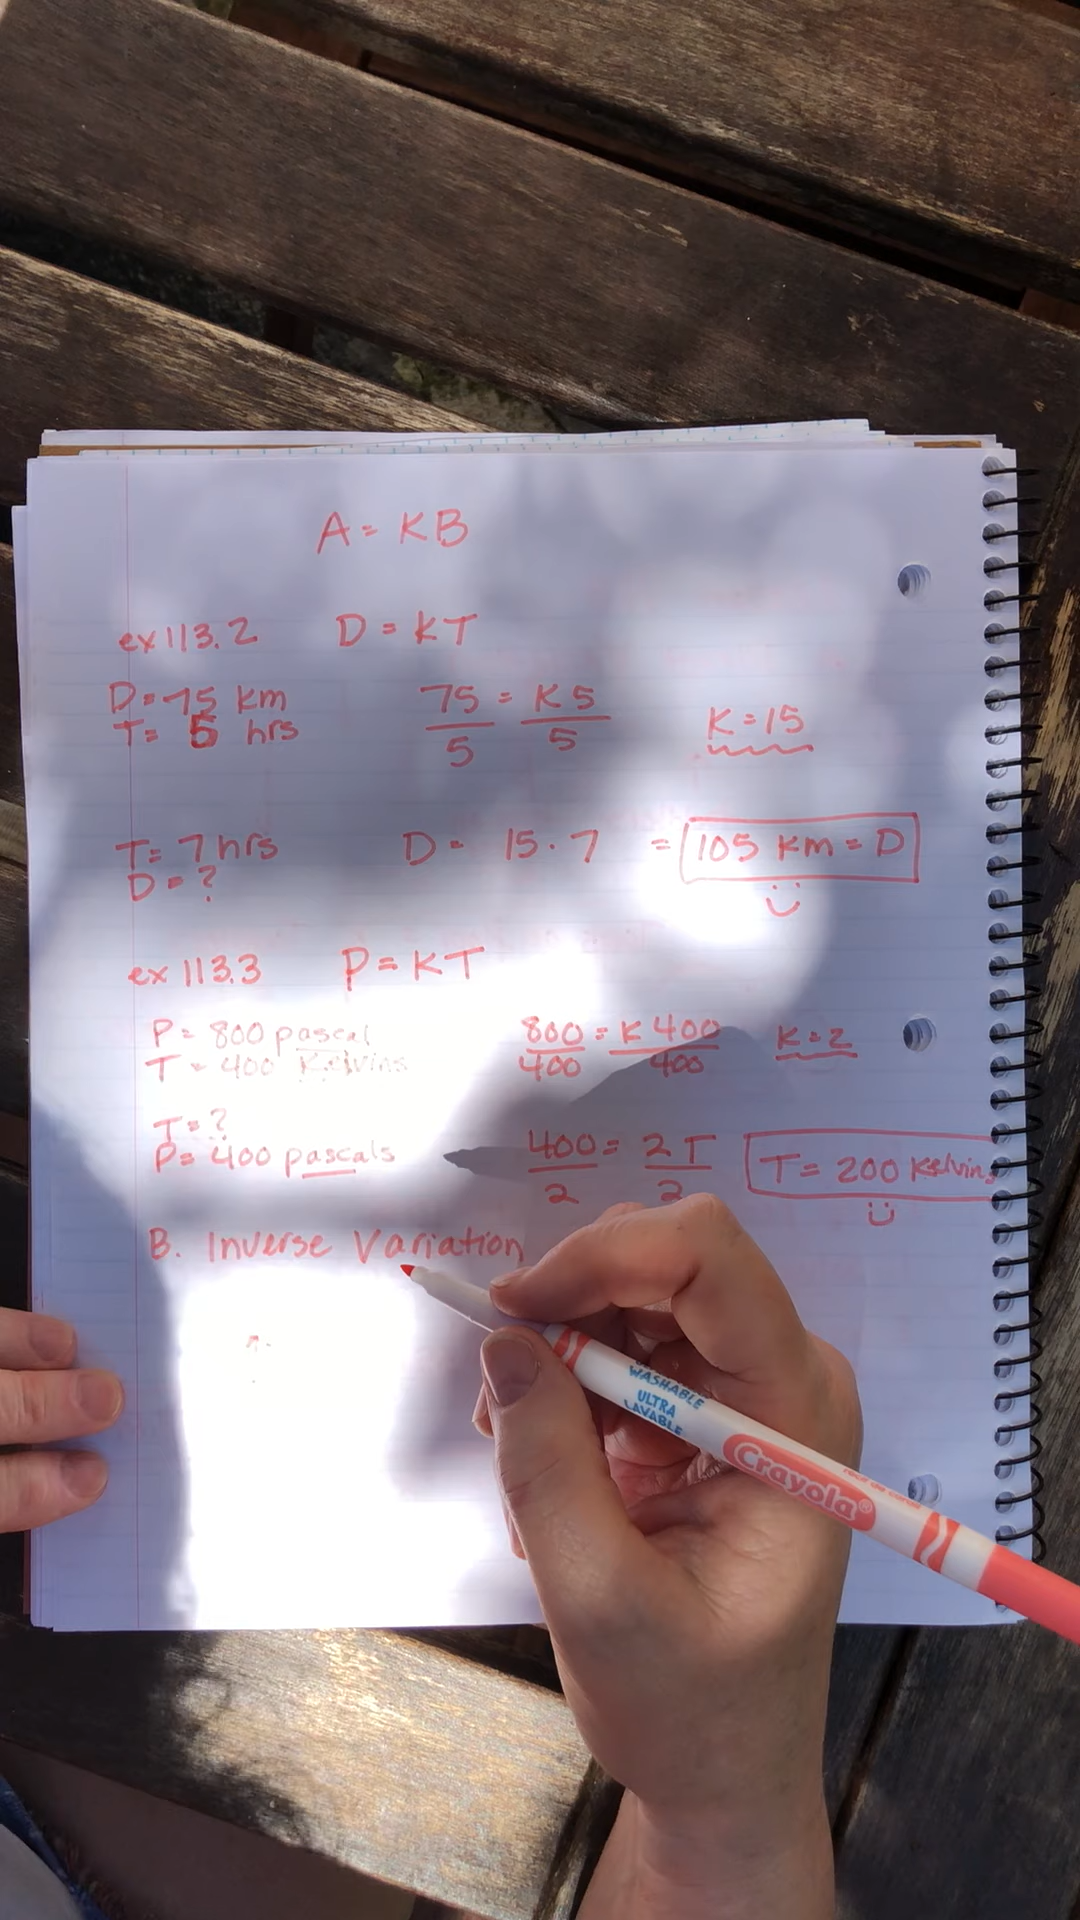 A = KB
ex 113.2 D = KT
D = 75 km
T = 5 hrs
75 = K 5
5 5
K = 15
T = 7 hrs
D = ?
D = 15 · 7 = 105 km = D
ex 113.3 P = KT
P = 800 pascal
T = 400 Kelvins
800 = K 400
400 400
K = 2
T = ?
P = 400 pascals
400 = 2 T
2 2
T = 200 Kelvins
B. Inverse Variation
WASHABLE
ULTRA
LAVABLE
Crayola®